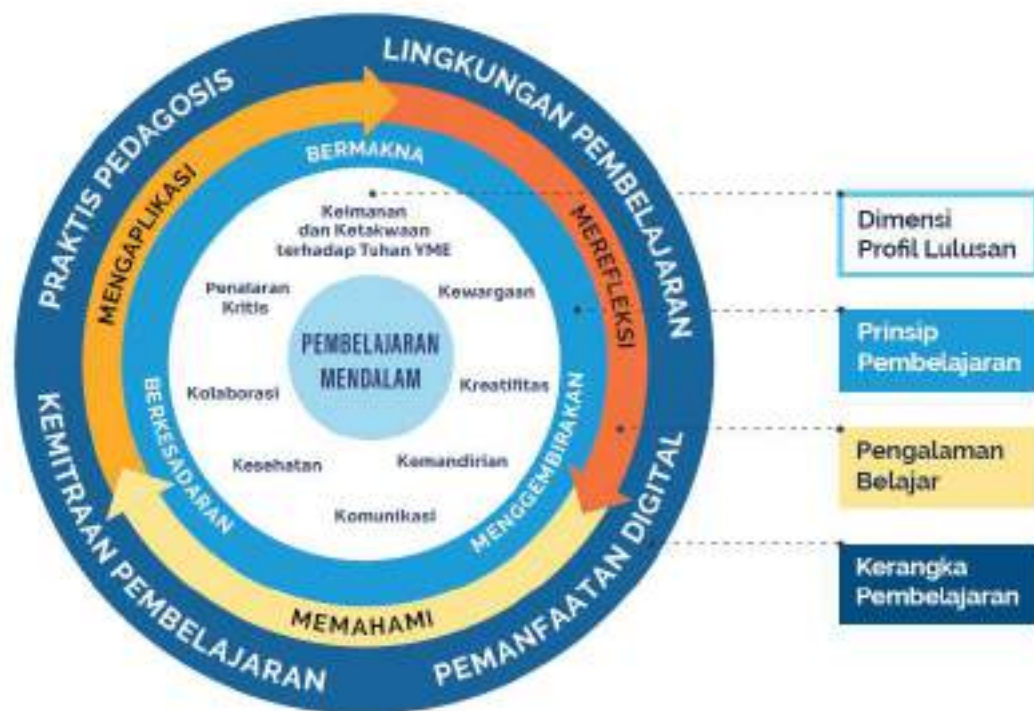 PRAKTIS PEDAGOSIS
LINGKUNGAN PEMBELAJARAN
PEMANFAATAN DIGITAL
KEMITRAAN PEMBELAJARAN
MENGAPLIKASI
MEREFLEKSI
MEMAHAMI
BERMAKNA
MENGGEMBIRAKAN
BERKESADARAN
Keimanan
dan Ketakwaan
terhadap Tuhan YME
Kewargaan
Kreatifitas
Kemandirian
Komunikasi
Kesehatan
Kolaborasi
Penalaran
Kritis
PEMBELAJARAN
MENDALAM
Dimensi
Profil Lulusan
Prinsip
Pembelajaran
Pengalaman
Belajar
Kerangka
Pembelajaran